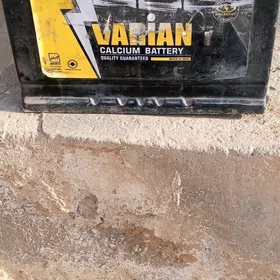 VARIAN
CALCIUM BATTERY
QUALITY GUARANTEED